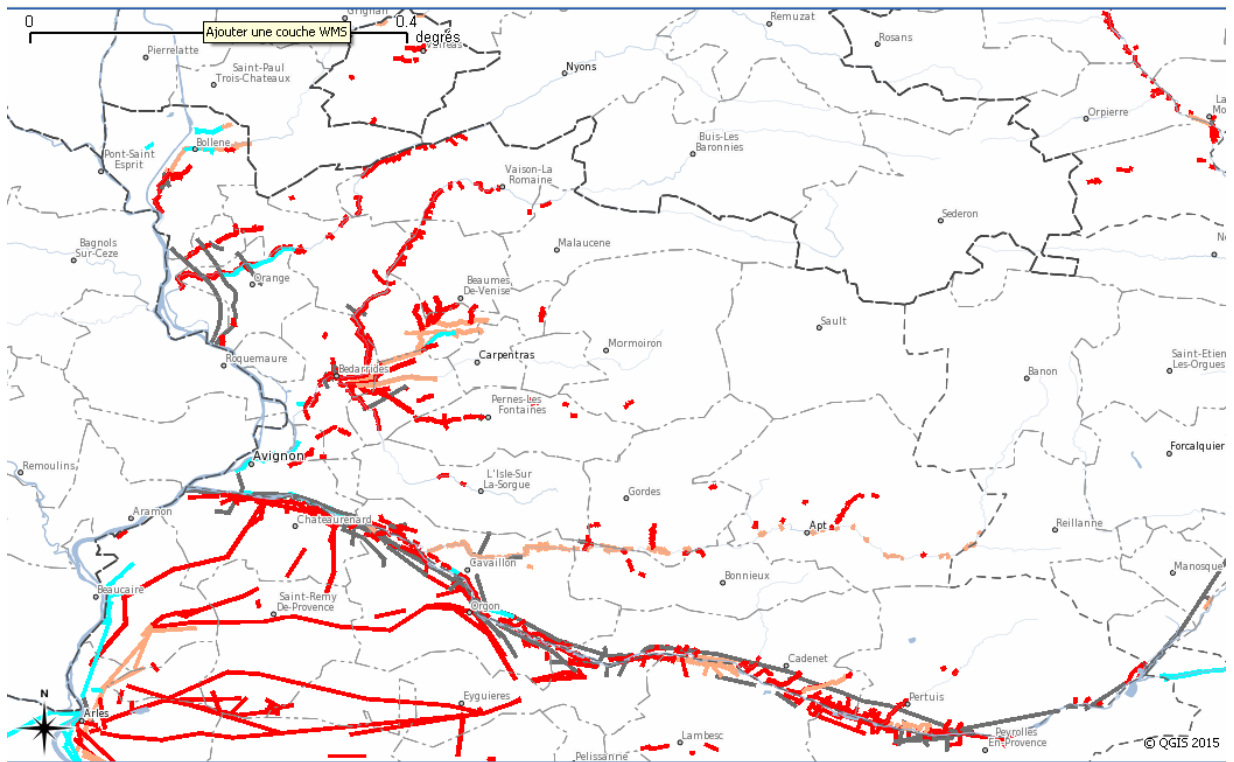 0
0.4
degrés
Ajouter une couche WMS
Grignan
Valreas
Remuzat
Rosans
Pierrelatte
Saint-Paul
Trois-Chateaux
Nyons
Orpierre
La
Mo
Bollene
Buis-Les
Baronnies
Pont-Saint
Esprit
Vaison-La
Romaine
Sederon
Bagnols
Sur-Ceze
Malaucene
Orange
Beaumes
De-Venise
Sault
Roquemaure
Bedarrides
Carpentras
Mormoiron
Saint-Etien
Les-Orgues
Banon
Pernes-Les
Fontaines
Forcalquier
Avignon
Remoulins
L'Isle-Sur
La-Sorgue
Gordes
Aramon
Chateaurenard
Apt
Reillanne
Cavaillon
Manosque
Bonnieux
Beaucaire
Saint-Remy
De-Provence
Orgon
Cadenet
N
Eyguieres
Pertuis
Arles
Lambesc
Peyrolles
En-Provence
Pelissanne
© QGIS 2015